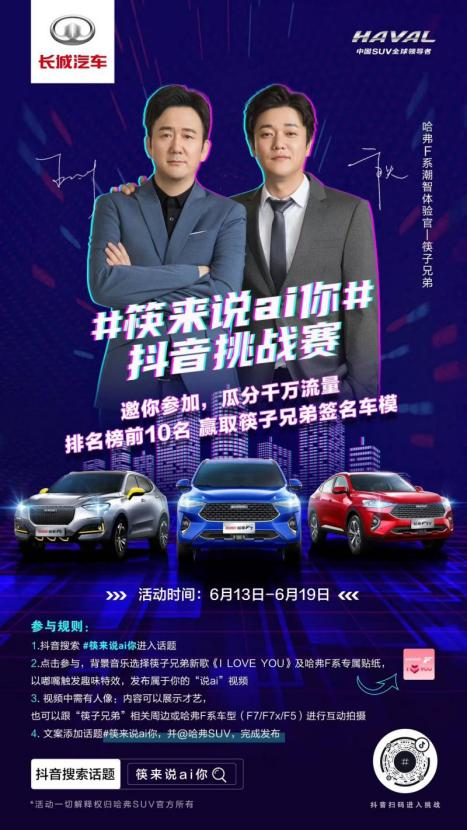 长城汽车
HAVAL
中国SUV全球领导者
哈弗F系潮智体验官—筷子兄弟
#筷来说ai你#
抖音挑战赛
邀你参加，瓜分千万流量
排名榜前10名 赢取筷子兄弟签名车模
>>> 活动时间：6月13日-6月19日 <<<
参与规则：
1.抖音搜索 #筷来说ai你进入话题
2.点击参与，背景音乐选择筷子兄弟新歌《I LOVE YOU》及哈弗F系专属贴纸，
以嘟嘴触发趣味特效，发布属于你的“说ai”视频
3. 视频中需有人像；内容可以展示才艺，
也可以跟“筷子兄弟”相关周边或哈弗F系车型（F7/F7x/F5）进行互动拍摄
4. 文案添加话题#筷来说ai你，并@哈弗SUV，完成发布
抖音搜索话题
筷来说ai你
抖音扫码进入挑战
*活动一切解释权归哈弗SUV官方所有